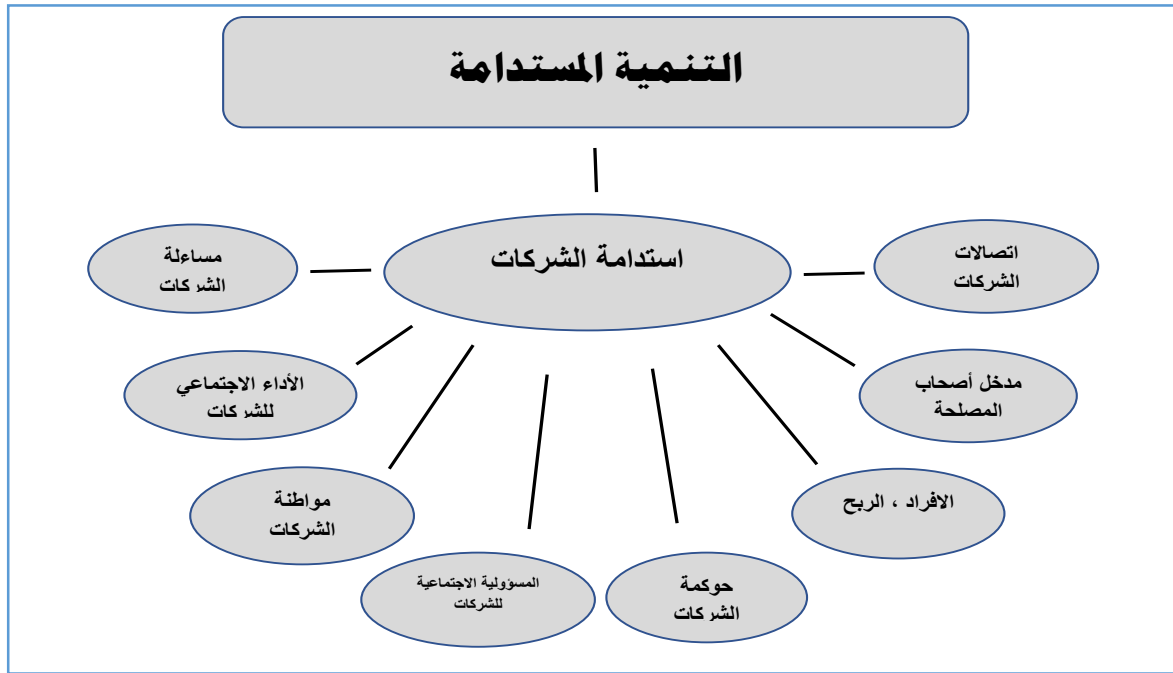 التنمية المستدامة
استدامة الشركات
اتصالات
الشركات
مساءلة
الشركات
مدخل أصحاب
المصلحة
الأداء الاجتماعي
للشركات
الافراد ، الربح
مواطنة
الشركات
حوكمة
الشركات
المسؤولية الاجتماعية
للشركات